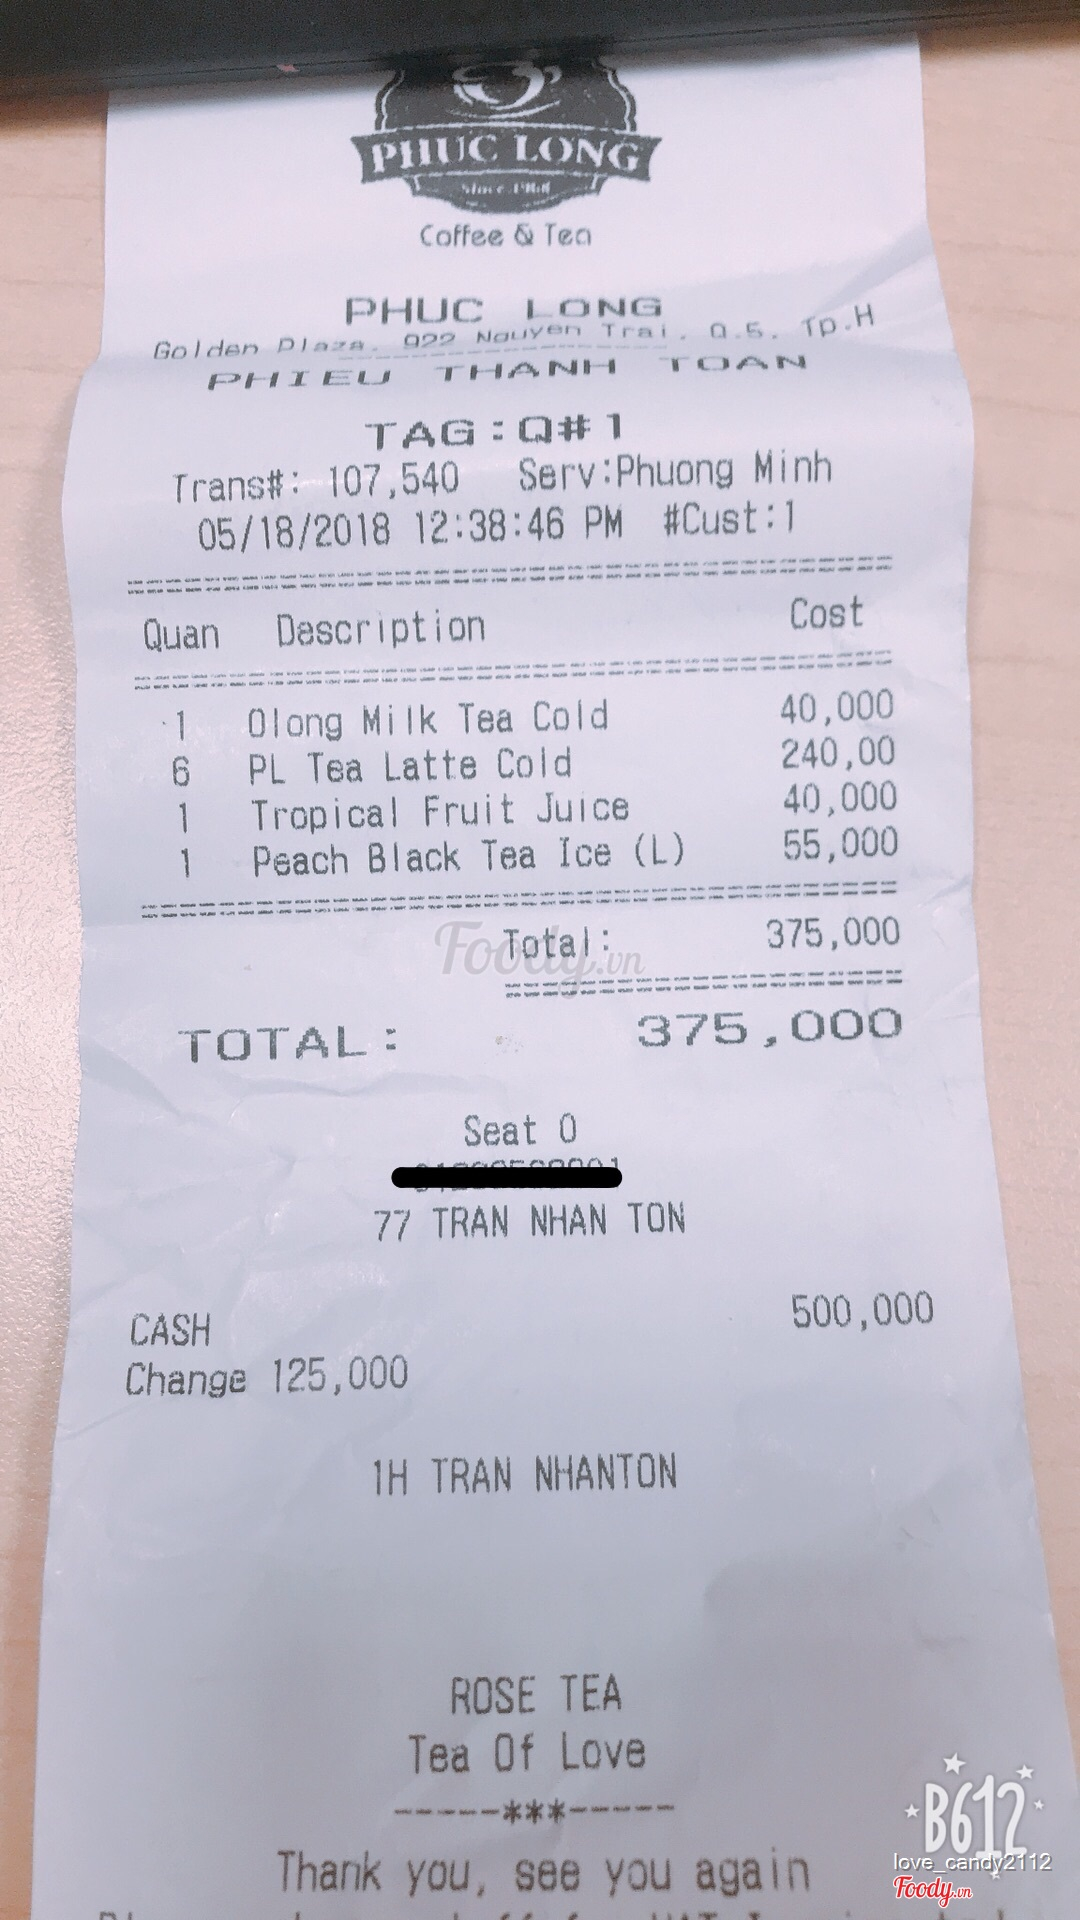 PHUC LONG
Since 1968
Coffee & Tea
PHUC LONG
Golden Plaza, 922 Nguyen Trai, Q.5, Tp.H
PHIEU THANH TOAN
TAG:Q#1
Trans#: 107,540 Serv:Phuong Minh
05/18/2018 12:38:46 PM #Cust:1
Quan Description Cost
1 Olong Milk Tea Cold 40,000
6 PL Tea Latte Cold 240,00
1 Tropical Fruit Juice 40,000
1 Peach Black Tea Ice (L) 55,000
Total: 375,000
Foody.vn
TOTAL: 375,000
Seat 0
77 TRAN NHAN TON
CASH 500,000
Change 125,000
1H TRAN NHANTON
ROSE TEA
Tea Of Love
-----***-----
Thank you, see you again
B612
love_candy2112
Foody.vn